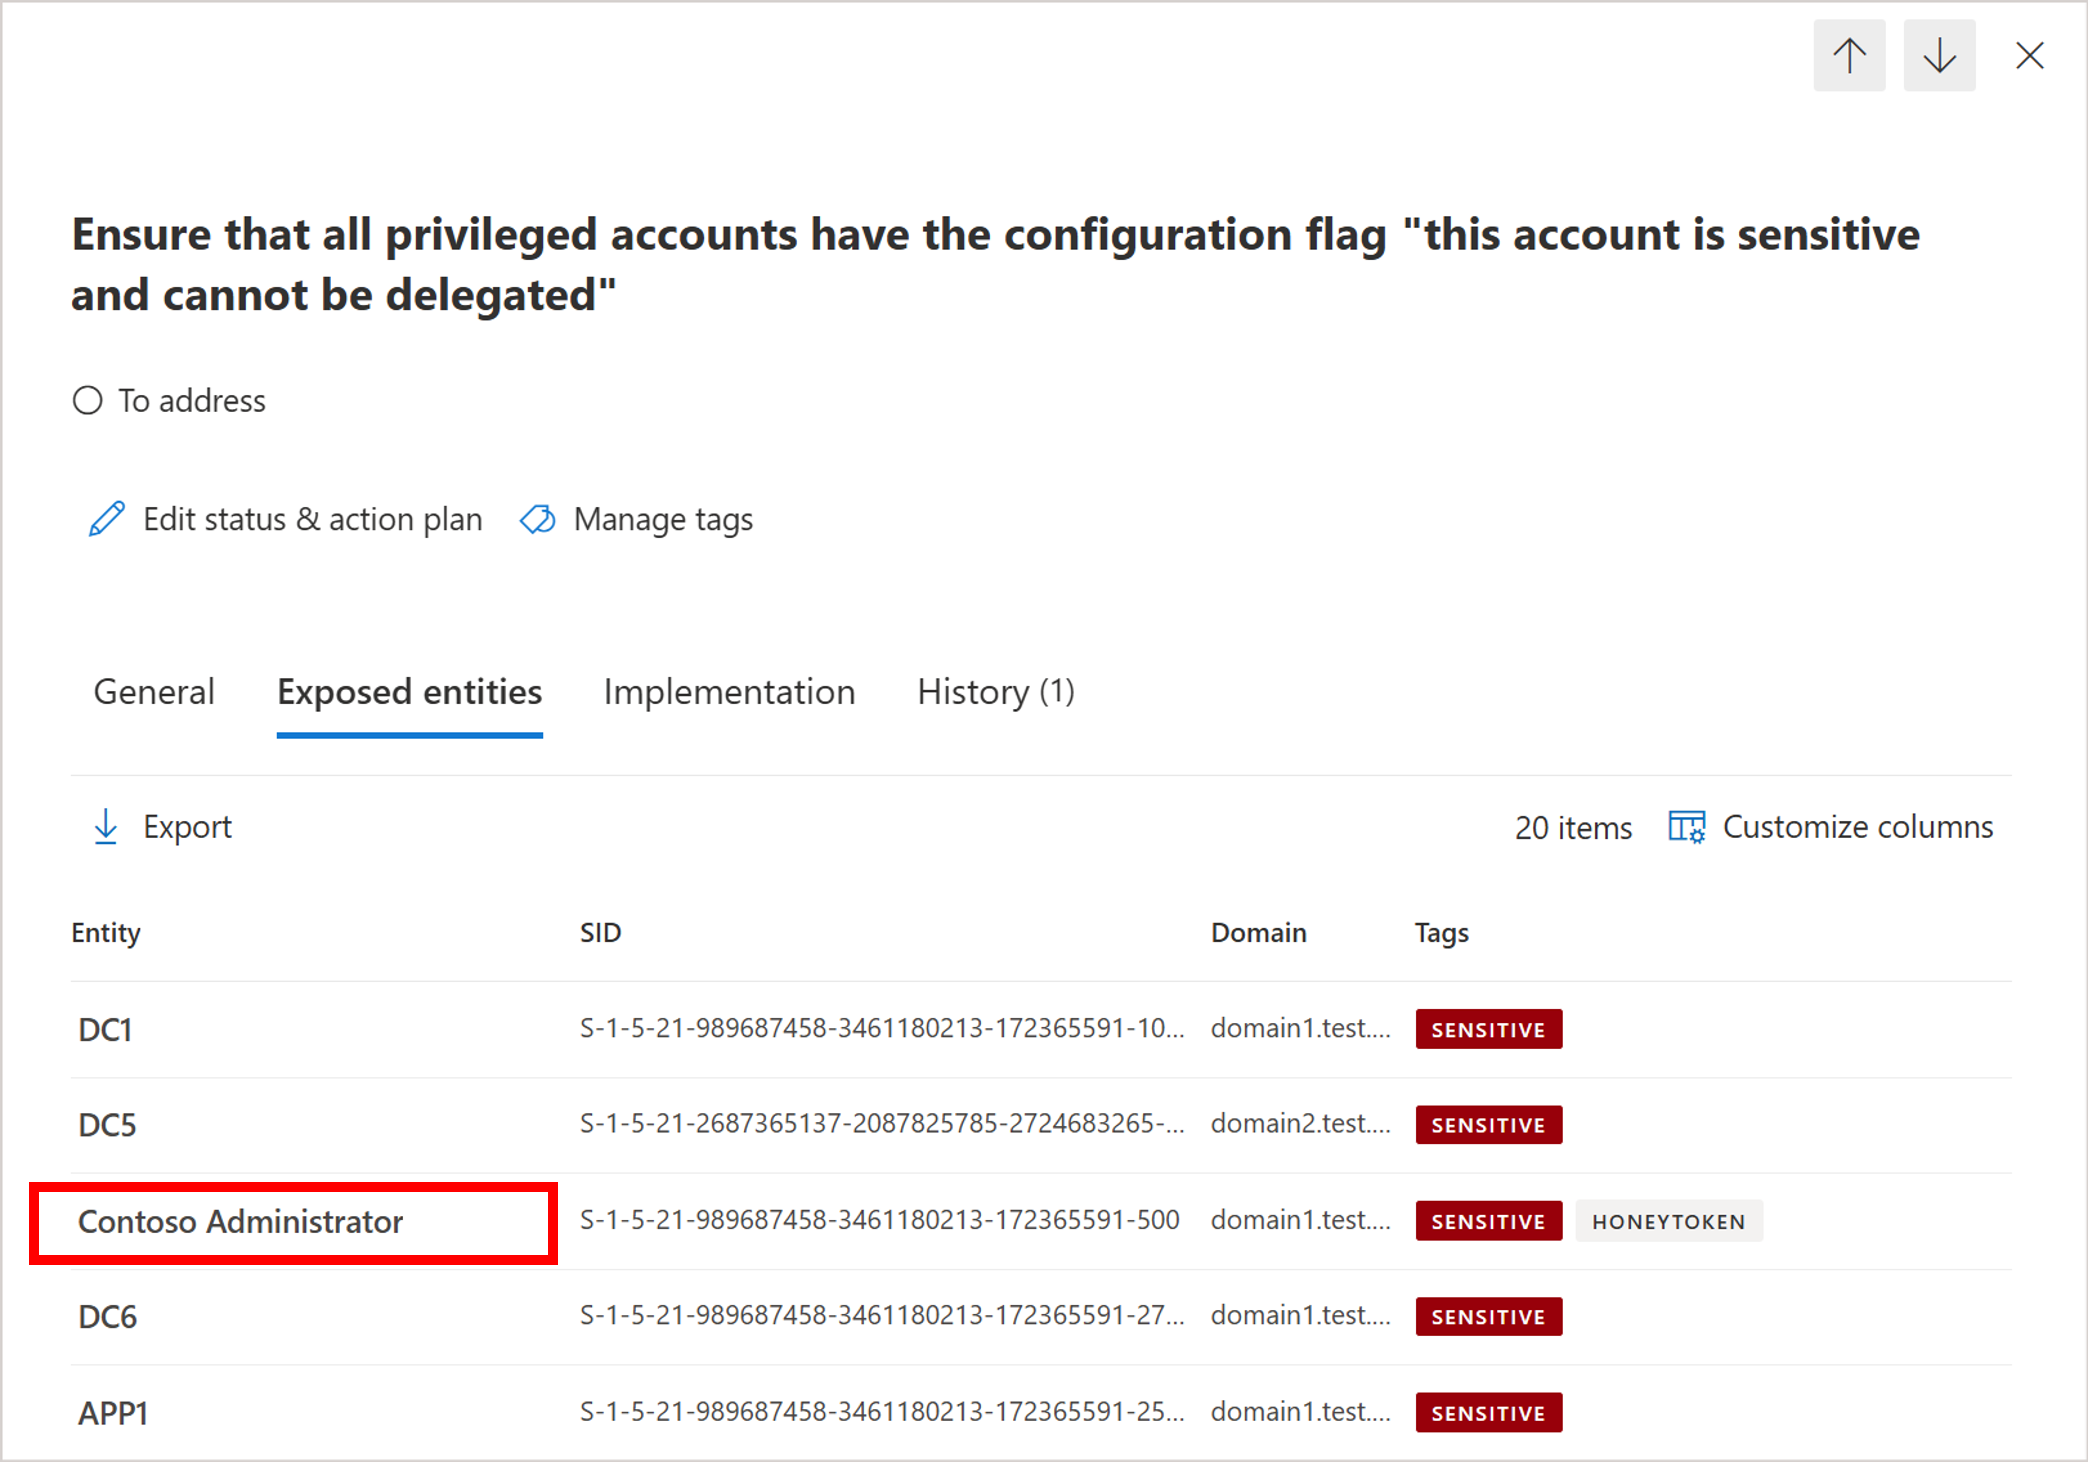 Ensure that all privileged accounts have the configuration flag "this account is sensitive
and cannot be delegated"
To address
Edit status & action plan Manage tags
General Exposed entities Implementation History (1)
Export 20 items Customize columns
Entity SID Domain Tags
DC1 S-1-5-21-989687458-3461180213-172365591-10... domain1.test.... SENSITIVE
DC5 S-1-5-21-2687365137-2087825785-2724683265-... domain2.test.... SENSITIVE
Contoso Administrator S-1-5-21-989687458-3461180213-172365591-500 domain1.test.... SENSITIVE HONEYTOKEN
DC6 S-1-5-21-989687458-3461180213-172365591-27... domain1.test.... SENSITIVE
APP1 S-1-5-21-989687458-3461180213-172365591-25... domain1.test.... SENSITIVE